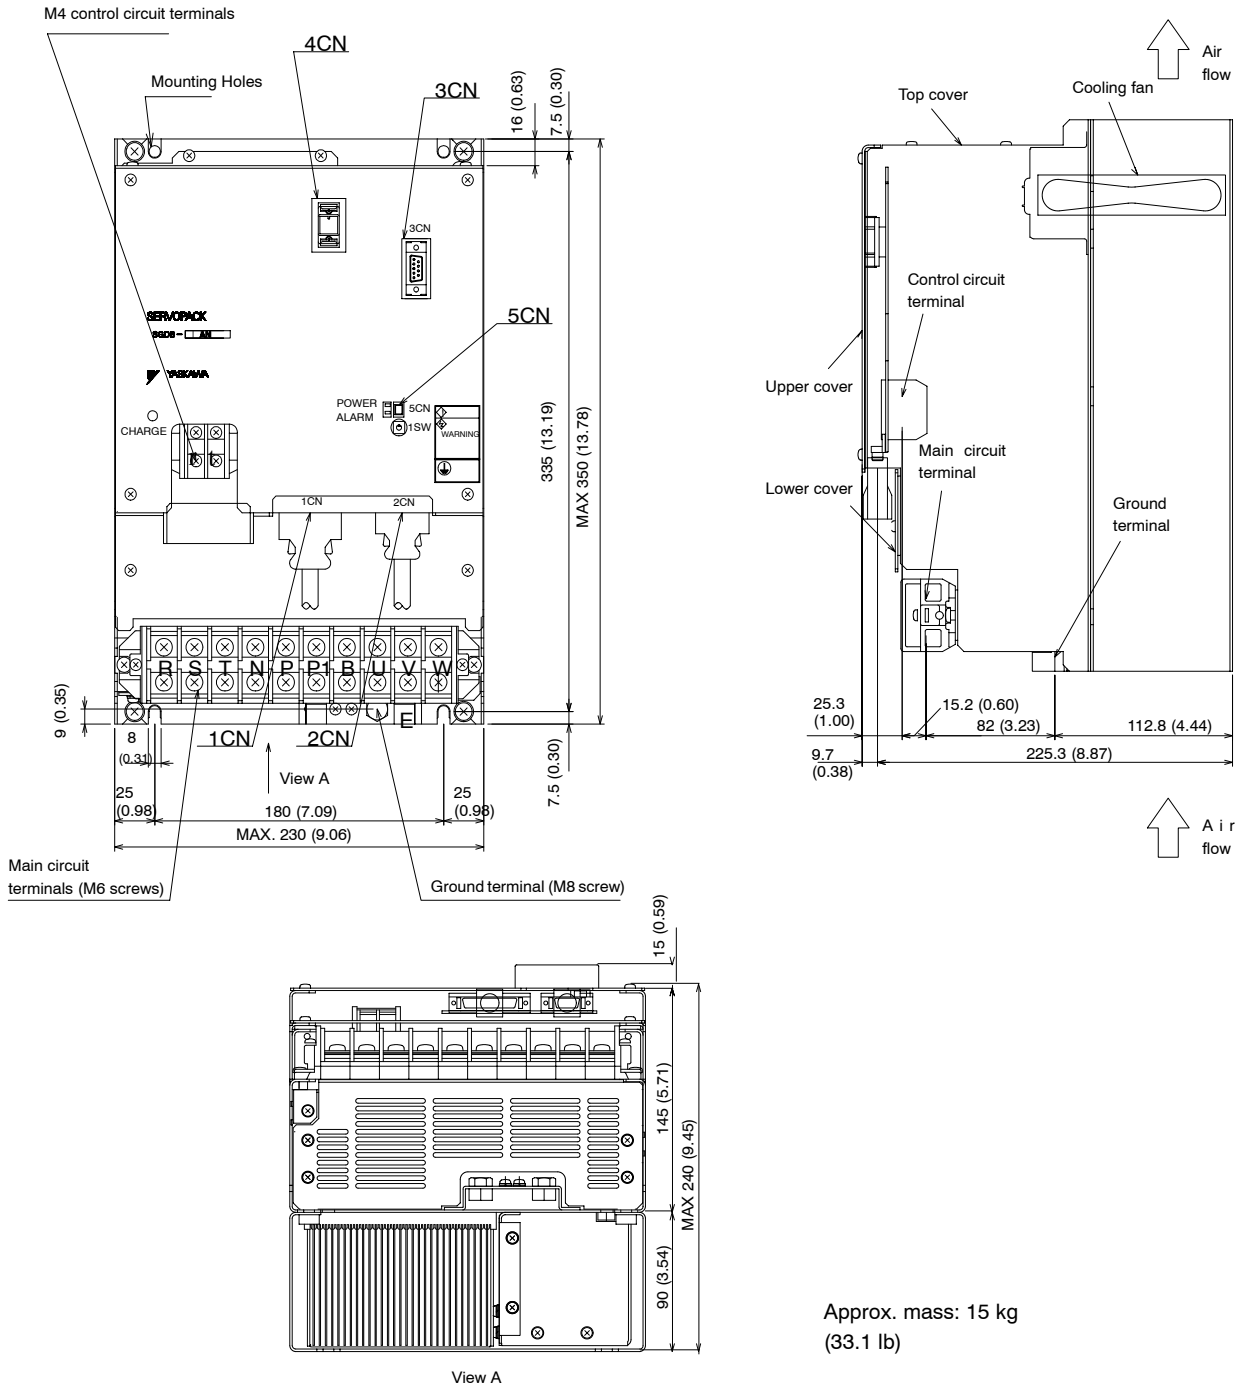 M4 control circuit terminals
4CN
Mounting Holes
3CN
16 (0.63)
7.5 (0.30)
3CN
SERVOPACK
SGDB-
AN
YASKAWA
5CN
POWER
ALARM
5CN
1SW
CHARGE
WARNING
r t
1CN
2CN
335 (13.19)
MAX 350 (13.78)
R S T N P P1 B U V W
E
9 (0.35)
8
(0.31)
1CN
2CN
View A
7.5 (0.30)
25
(0.98)
180 (7.09)
25
(0.98)
MAX. 230 (9.06)
Main circuit
terminals (M6 screws)
Ground terminal (M8 screw)
Air
flow
Cooling fan
Top cover
Control circuit
terminal
Upper cover
Main circuit
terminal
Lower cover
Ground
terminal
25.3
(1.00)
15.2 (0.60)
82 (3.23)
112.8 (4.44)
9.7
(0.38)
225.3 (8.87)
Air
flow
15 (0.59)
145 (5.71)
MAX 240 (9.45)
90 (3.54)
View A
Approx. mass: 15 kg
(33.1 lb)